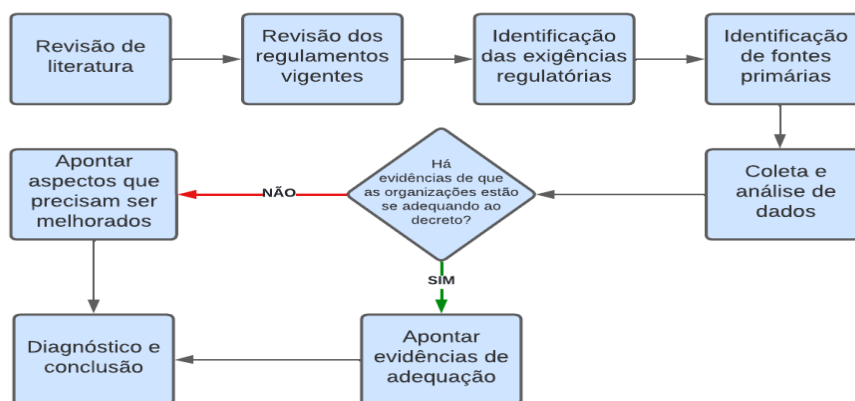 Revisão de
literatura
Revisão dos
regulamentos
vigentes
Identificação
das exigências
regulatórias
Identificação
de fontes
primárias
Coleta e
análise de
dados
Há
evidências de que
as organizações estão
se adequando ao
decreto?
NÃO
Apontar
aspectos que
precisam ser
melhorados
SIM
Apontar
evidências de
adequação
Diagnóstico e
conclusão